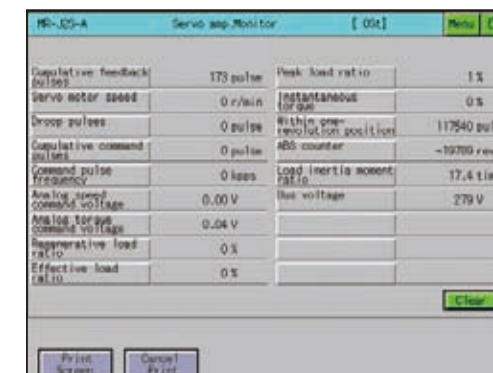 MR-J2S-A Servo amp.Monitor [ 0St] Menu
Cumulative feedback pulses 173 pulse Peak load ratio 1%
Servo motor speed 0 r/min Instantaneous torque 0%
Droop pulses 0 pulse Within one-revolution position 117540 pul
Cumulative command pulses 0 pulse ABS counter -19709 rev
Command pulse frequency 0 kpps Load inertia moment ratio 17.4 tim
Analog speed command voltage 0.00 V Bus voltage 279 V
Analog torque command voltage 0.04 V
Regenerative load ratio 0%
Effective load ratio 0%
Clear
Print Screen Cancel Print